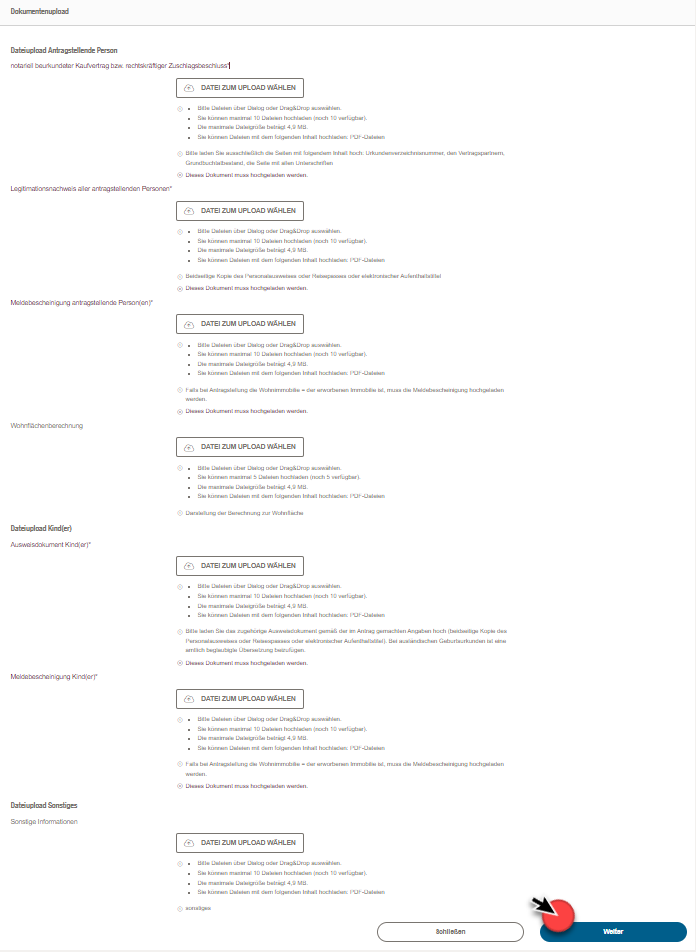 Dokumentenupload
Dateiupload Antragstellende Person
notariell beurkundeter Kaufvertrag bzw. rechtskräftiger Zuschlagsbeschluss*
DATEI ZUM UPLOAD WÄHLEN
Bitte Dateien über Dialog oder Drag&Drop auswählen.
Sie können maximal 10 Dateien hochladen (noch 10 verfügbar).
Die maximale Dateigröße beträgt 4,9 MB.
Sie können Dateien mit dem folgenden Inhalt hochladen: PDF-Dateien
Bitte laden Sie ausschließlich die Seiten mit folgendem Inhalt hoch: Urkundenverzeichnisnummer, den Vertragspartnern,
Grundbuchtatbestand, die Seite mit allen Unterschriften
Dieses Dokument muss hochgeladen werden.
Legitimationsnachweis aller antragstellenden Personen*
DATEI ZUM UPLOAD WÄHLEN
Bitte Dateien über Dialog oder Drag&Drop auswählen.
Sie können maximal 10 Dateien hochladen (noch 10 verfügbar).
Die maximale Dateigröße beträgt 4,9 MB.
Sie können Dateien mit dem folgenden Inhalt hochladen: PDF-Dateien
Beidseitige Kopie des Personalausweises oder Reisepasses oder elektronischer Aufenthaltstitel
Dieses Dokument muss hochgeladen werden.
Meldebescheinigung antragstellende Person(en)*
DATEI ZUM UPLOAD WÄHLEN
Bitte Dateien über Dialog oder Drag&Drop auswählen.
Sie können maximal 10 Dateien hochladen (noch 10 verfügbar).
Die maximale Dateigröße beträgt 4,9 MB.
Sie können Dateien mit dem folgenden Inhalt hochladen: PDF-Dateien
Falls bei Antragstellung die Wohnimmobilie = der erworbenen Immobilie ist, muss die Meldebescheinigung hochgeladen
werden.
Dieses Dokument muss hochgeladen werden.
Wohnflächenberechnung
DATEI ZUM UPLOAD WÄHLEN
Bitte Dateien über Dialog oder Drag&Drop auswählen.
Sie können maximal 5 Dateien hochladen (noch 5 verfügbar).
Die maximale Dateigröße beträgt 4,9 MB.
Sie können Dateien mit dem folgenden Inhalt hochladen: PDF-Dateien
Darstellung der Berechnung zur Wohnfläche
Dateiupload Kind(er)
Ausweisdokument Kind(er)*
DATEI ZUM UPLOAD WÄHLEN
Bitte Dateien über Dialog oder Drag&Drop auswählen.
Sie können maximal 10 Dateien hochladen (noch 10 verfügbar).
Die maximale Dateigröße beträgt 4,9 MB.
Sie können Dateien mit dem folgenden Inhalt hochladen: PDF-Dateien
Bitte laden Sie das zugehörige Ausweisdokument gemäß der im Antrag gemachten Angaben hoch (beidseitige Kopie des
Personalausweises oder Reisepasses oder elektronischer Aufenthaltstitel). Bei ausländischen Geburtsurkunden ist eine
amtlich beglaubigte Übersetzung beizufügen.
Dieses Dokument muss hochgeladen werden.
Meldebescheinigung Kind(er)*
DATEI ZUM UPLOAD WÄHLEN
Bitte Dateien über Dialog oder Drag&Drop auswählen.
Sie können maximal 10 Dateien hochladen (noch 10 verfügbar).
Die maximale Dateigröße beträgt 4,9 MB.
Sie können Dateien mit dem folgenden Inhalt hochladen: PDF-Dateien
Falls bei Antragstellung die Wohnimmobilie = der erworbenen Immobilie ist, muss die Meldebescheinigung hochgeladen
werden.
Dieses Dokument muss hochgeladen werden.
Dateiupload Sonstiges
Sonstige Informationen
DATEI ZUM UPLOAD WÄHLEN
Bitte Dateien über Dialog oder Drag&Drop auswählen.
Sie können maximal 10 Dateien hochladen (noch 10 verfügbar).
Die maximale Dateigröße beträgt 4,9 MB.
Sie können Dateien mit dem folgenden Inhalt hochladen: PDF-Dateien
sonstiges
Schließen
Weiter